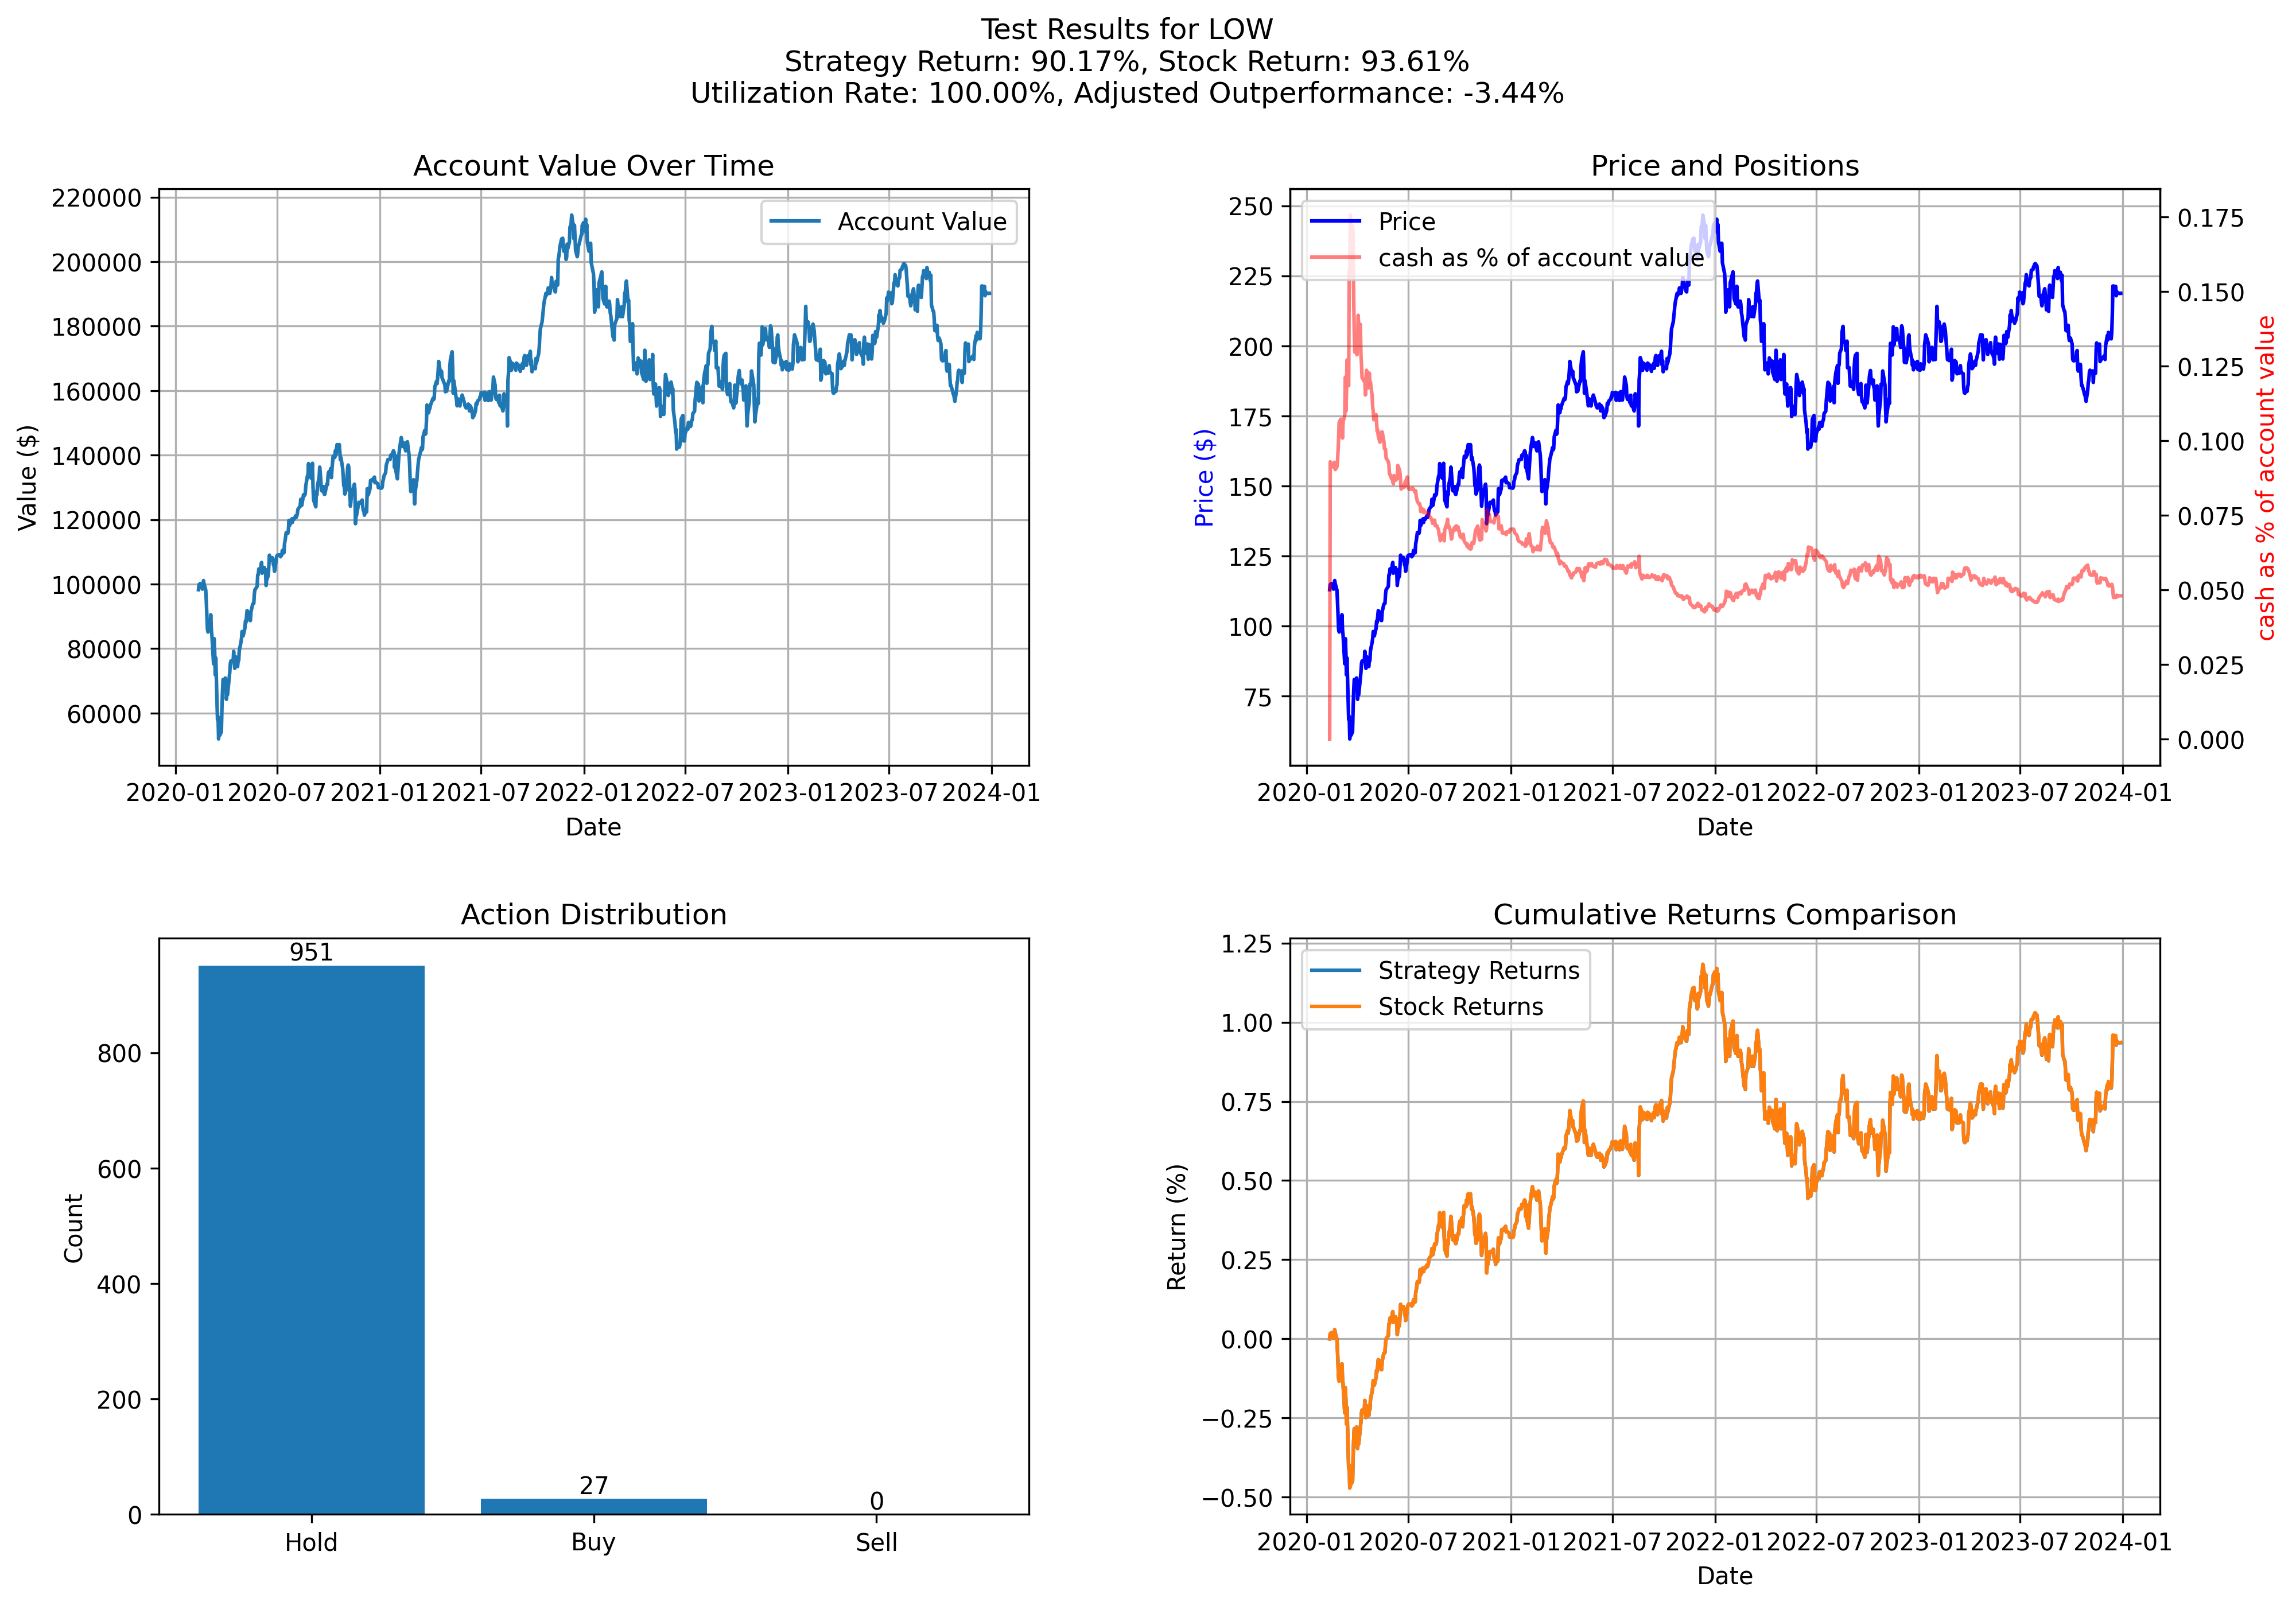 Test Results for LOW
Strategy Return: 90.17%, Stock Return: 93.61%
Utilization Rate: 100.00%, Adjusted Outperformance: -3.44%
Account Value Over Time
220000
200000
180000
160000
140000
120000
100000
80000
60000
Value ($)
Account Value
2020-01 2020-07 2021-01 2021-07 2022-01 2022-07 2023-01 2023-07 2024-01
Date
Price and Positions
250
225
200
175
150
125
100
75
Price ($)
Price
cash as % of account value
0.175
0.150
0.125
0.100
0.075
0.050
0.025
0.000
cash as % of account value
2020-01 2020-07 2021-01 2021-07 2022-01 2022-07 2023-01 2023-07 2024-01
Date
Action Distribution
951
27
0
800
600
400
200
0
Count
Hold Buy Sell
Cumulative Returns Comparison
1.25
1.00
0.75
0.50
0.25
0.00
−0.25
−0.50
Return (%)
Strategy Returns
Stock Returns
2020-01 2020-07 2021-01 2021-07 2022-01 2022-07 2023-01 2023-07 2024-01
Date